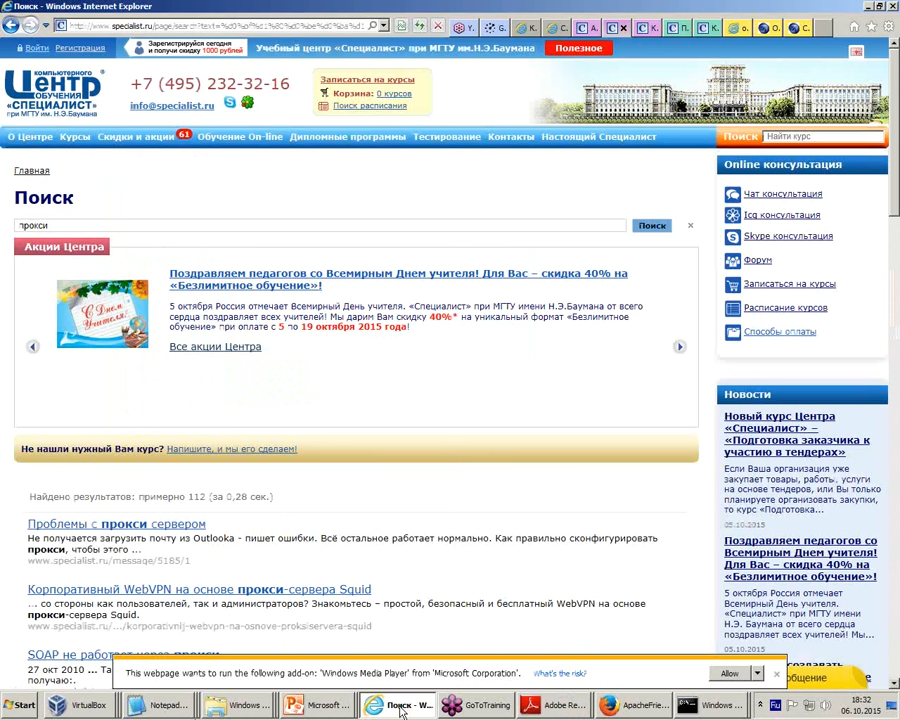 Поиск - Windows Internet Explorer
Войти Регистрация
Зарегистрируйся сегодня
и получи скидку 1000 рублей
Учебный центр «Специалист» при МГТУ им.Н.Э.Баумана
Полезное
КОМПЬЮТЕРНОГО
Центр
ОБУЧЕНИЯ
«СПЕЦИАЛИСТ»
при МГТУ им. Н.Э.Баумана
+7 (495) 232-32-16
info@specialist.ru
Записаться на курсы
Корзина: 0 курсов
Поиск расписания
О Центре Курсы Скидки и акции 61 Обучение On-line Дипломные программы Тестирование Контакты Настоящий Специалист
Поиск Найти курс
Главная
Поиск
прокси Поиск
Акции Центра
С Днем
Учителя!
Поздравляем педагогов со Всемирным Днем учителя! Для Вас – скидка 40% на
«Безлимитное обучение»!
5 октября Россия отмечает Всемирный День учителя. «Специалист» при МГТУ имени Н.Э.Баумана от всего
сердца поздравляет всех учителей! Мы дарим Вам скидку 40%* на уникальный формат «Безлимитное
обучение» при оплате с 5 по 19 октября 2015 года!
Все акции Центра
Не нашли нужный Вам курс? Напишите, и мы его сделаем!
Найдено результатов: примерно 112 (за 0,28 сек.)
Проблемы с прокси сервером
Не получается загрузить почту из Outlooka - пишет ошибки. Всё остальное работает нормально. Как правильно сконфигурировать
прокси, чтобы этого ...
www.specialist.ru/message/5185/1
Корпоративный WebVPN на основе прокси-сервера Squid
... со стороны как пользователей, так и администраторов? Знакомьтесь – простой, безопасный и бесплатный WebVPN на основе
прокси-сервера Squid.
www.specialist.ru/.../korporativnij-webvpn-na-osnove-proksiservera-squid
SOAP не работает через прокси
27 окт 2010 ...
получаю:.
Online консультация
Чат консультация
Icq консультация
Skype консультация
Форум
Записаться на курсы
Расписание курсов
Способы оплаты
Новости
Новый курс Центра
«Специалист» –
«Подготовка заказчика к
участию в тендерах»
Если Ваша организация уже
закупает товары, работы, услуги
на основе тендеров, или Вы только
планируете организовать закупки,
то курс «Подготовка...
05.10.2015
Поздравляем педагогов со
Всемирным Днем учителя!
Для Вас – скидка 40% на
«Безлимитное обучение»!
5 октября Россия отмечает
Всемирный День учителя.
«Специалист» при МГТУ имени
Н.Э.Баумана от всего сердца
поздравляет всех учителей! Мы...
05.10.2015
This webpage wants to run the following add-on: 'Windows Media Player' from 'Microsoft Corporation'. What's the risk? Allow
Start VirtualBox Notepad... Windows ... Microsoft ... Поиск - W... GoToTraining Adobe Re... ApacheFrie... Windows ... Fu
18:32
06.10.2015